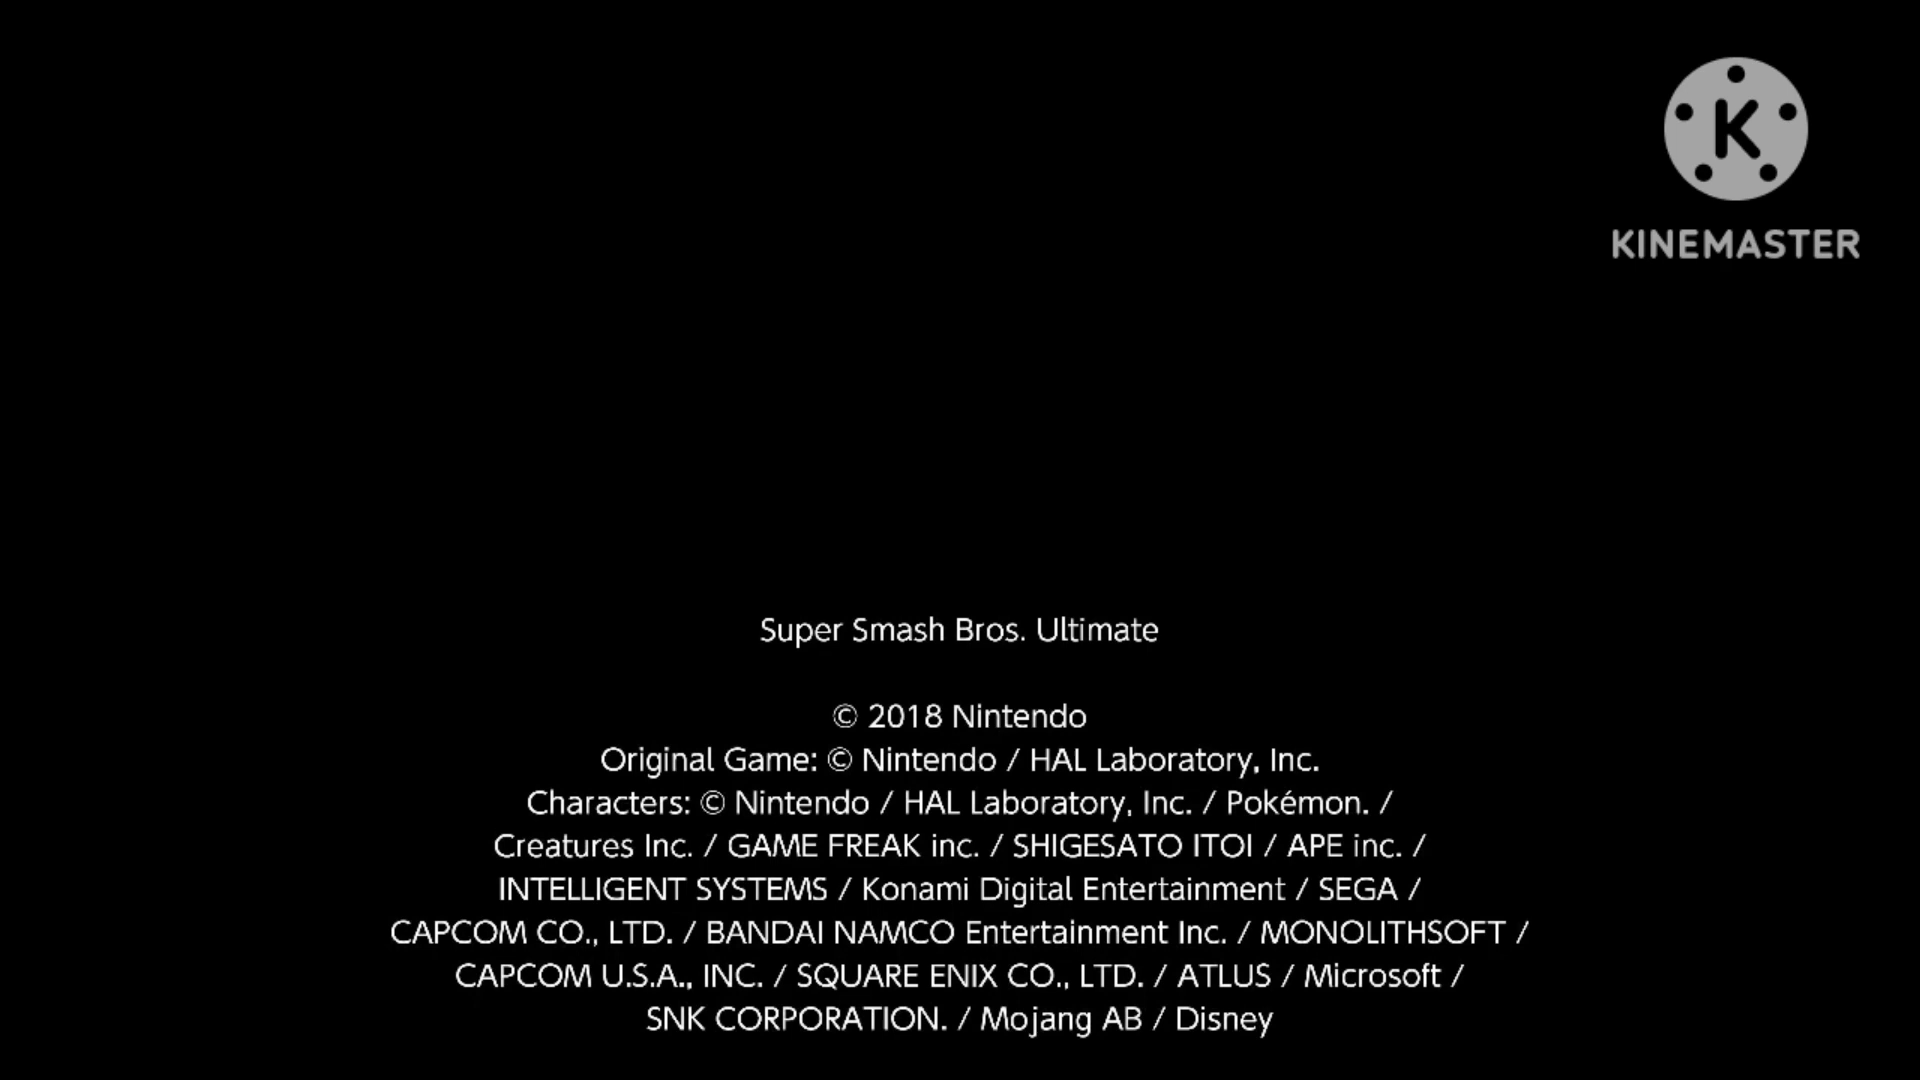 K
KINEMASTER
Super Smash Bros. Ultimate
© 2018 Nintendo
Original Game: © Nintendo / HAL Laboratory, Inc.
Characters: © Nintendo / HAL Laboratory, Inc. / Pokémon. /
Creatures Inc. / GAME FREAK inc. / SHIGESATO ITOI / APE inc. /
INTELLIGENT SYSTEMS / Konami Digital Entertainment / SEGA /
CAPCOM CO., LTD. / BANDAI NAMCO Entertainment Inc. / MONOLITHSOFT /
CAPCOM U.S.A., INC. / SQUARE ENIX CO., LTD. / ATLUS / Microsoft /
SNK CORPORATION. / Mojang AB / Disney